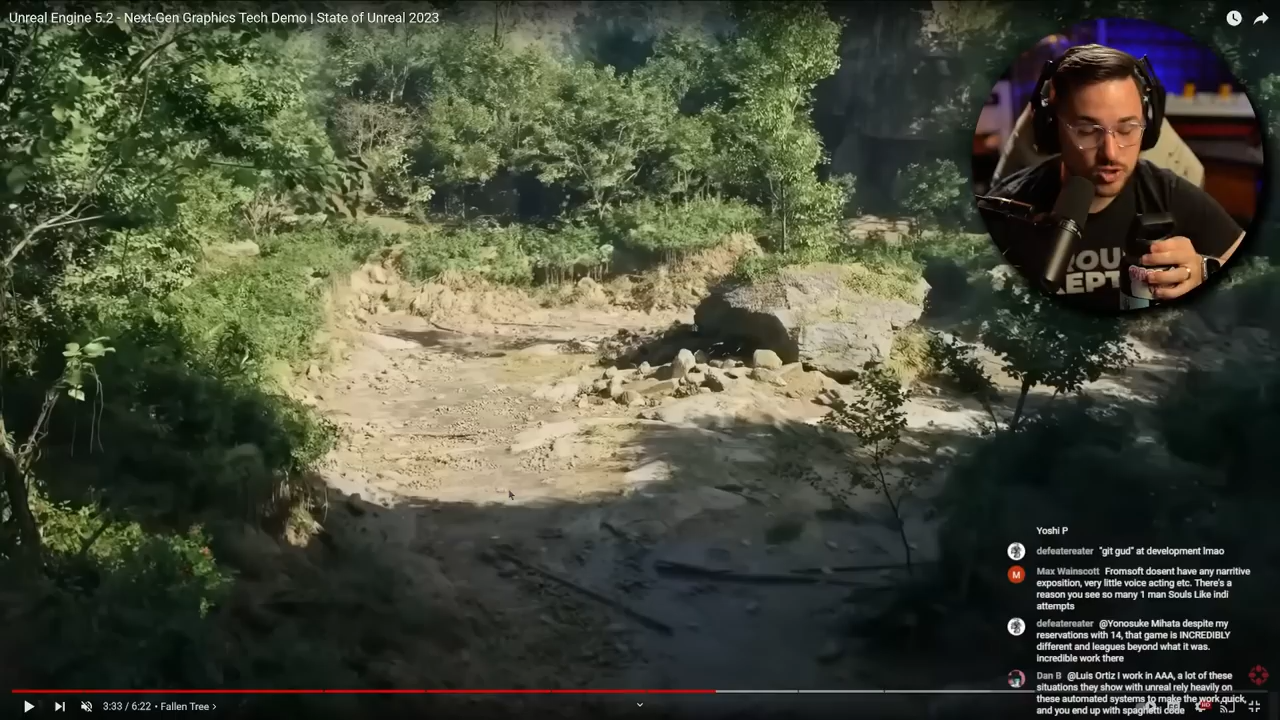 Unreal Engine 5.2 - Next-Gen Graphics Tech Demo | State of Unreal 2023
Yoshi P
defeatereater "git gud" at development lmao
M Max Wainscott Fromsoft dosent have any narritive
exposition, very little voice acting etc. There's a
reason you see so many 1 man Souls Like indi
attempts
defeatereater @Yonosuke Mihata despite my
reservations with 14, that game is INCREDIBLY
different and leagues beyond what it was.
incredible work there
Dan B @Luis Ortiz I work in AAA, a lot of these
situations they show with unreal rely heavily on
these automated systems to make the work quick,
and you end up with spaghetti code
3:33 / 6:22 • Fallen Tree >